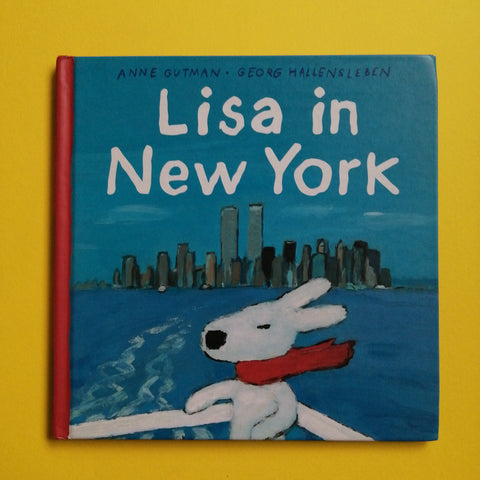 ANNE GUTMAN · GEORG HALLENSLEBEN
Lisa in
New York